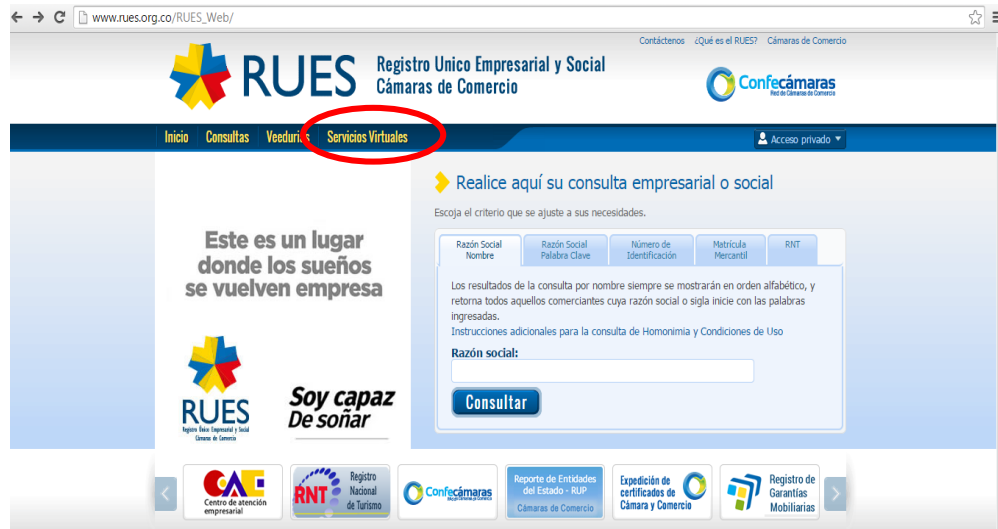 www.rues.org.co/RUES_Web/
Contáctenos ¿Qué es el RUES? Cámaras de Comercio
RUES
Registro Unico Empresarial y Social
Cámaras de Comercio
Confecámaras
Red de Cámaras de Comercio
Inicio Consultas Veedurías Servicios Virtuales
Acceso privado
Realice aquí su consulta empresarial o social
Escoja el criterio que se ajuste a sus necesidades.
Razón Social
Nombre
Razón Social
Palabra Clave
Número de
Identificación
Matrícula
Mercantil
RNT
Los resultados de la consulta por nombre siempre se mostrarán en orden alfabético, y
retorna todos aquellos comerciantes cuya razón social o sigla inicie con las palabras
ingresadas.
Instrucciones adicionales para la consulta de Homonimia y Condiciones de Uso
Razón social:
Consultar
Este es un lugar
donde los sueños
se vuelven empresa
RUES
Registro Único Empresarial y Social
Cámaras de Comercio
Soy capaz
De soñar
CAE
Centro de atención
empresarial
RNT
Registro
Nacional
de Turismo
Confecámaras
Reporte de Entidades
del Estado - RUP
Cámaras de Comercio
Expedición de
certificados de
Cámara y Comercio
Registro de
Garantías
Mobiliarias